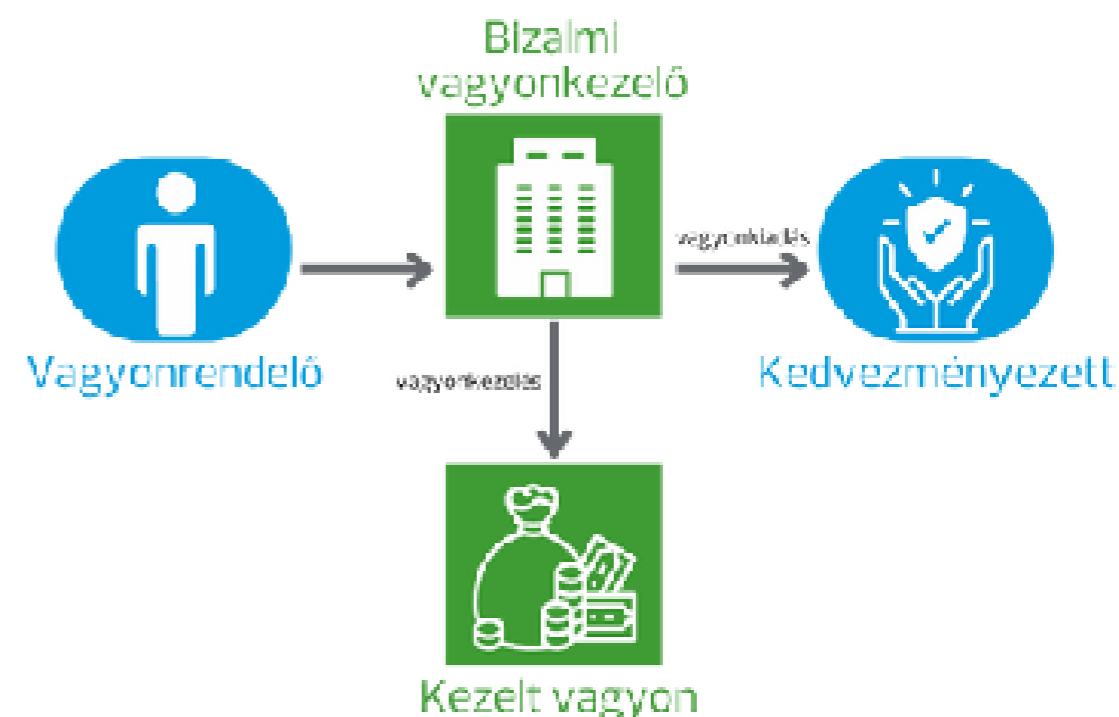 Bizalmi
vagyonkezelő
vagyonkiadás
Vagyonrendelő
vagyonkezelés
Kedvezményezett
Kezelt vagyon